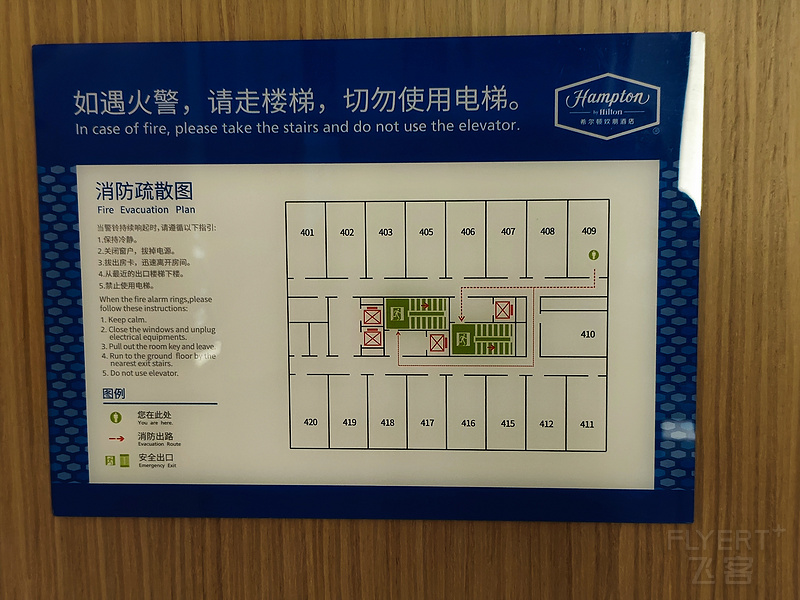 如遇火警，请走楼梯，切勿使用电梯。
In case of fire, please take the stairs and do not use the elevator.
Hampton
by Hilton
希尔顿欢朋酒店
消防疏散图
Fire Evacuation Plan
当警铃持续响起时,请遵循以下指引:
1.保持冷静。
2.关闭窗户，拔掉电源。
3.拔出房卡，迅速离开房间。
4.从最近的出口楼梯下楼。
5.禁止使用电梯。
When the fire alarm rings,please
follow these instructions:
1. Keep calm.
2. Close the windows and unplug
electrical equipments.
3. Pull out the room key and leave.
4. Run to the ground floor by the
nearest exit stairs.
5. Do not use elevator.
图例
您在此处
You are here.
消防出路
Evacuation Route
安全出口
Emergency Exit
401 402 403 405 406 407 408 409
410
420 419 418 417 416 415 412 411
FLYERT+
飞客